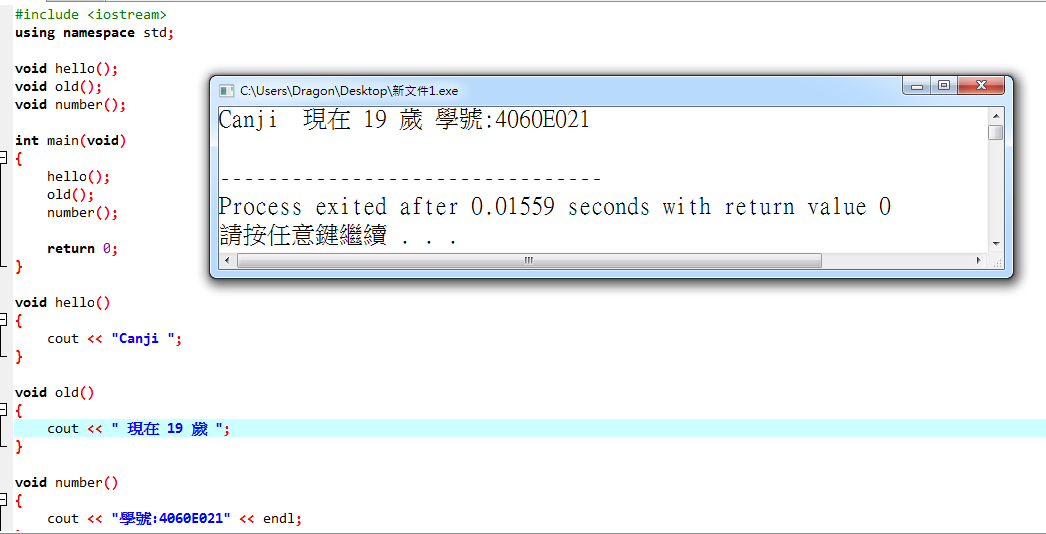 #include <iostream>
using namespace std;
void hello();
void old();
void number();
int main(void)
{
hello();
old();
number();
return 0;
}
void hello()
{
cout << "Canji ";
}
void old()
{
cout << " 現在 19 歲 ";
}
void number()
{
cout << "學號:4060E021" << endl;
C:\Users\Dragon\Desktop\新文件1.exe
Canji  現在 19 歲 學號:4060E021
--------------------------------
Process exited after 0.01559 seconds with return value 0
請按任意鍵繼續 . . .